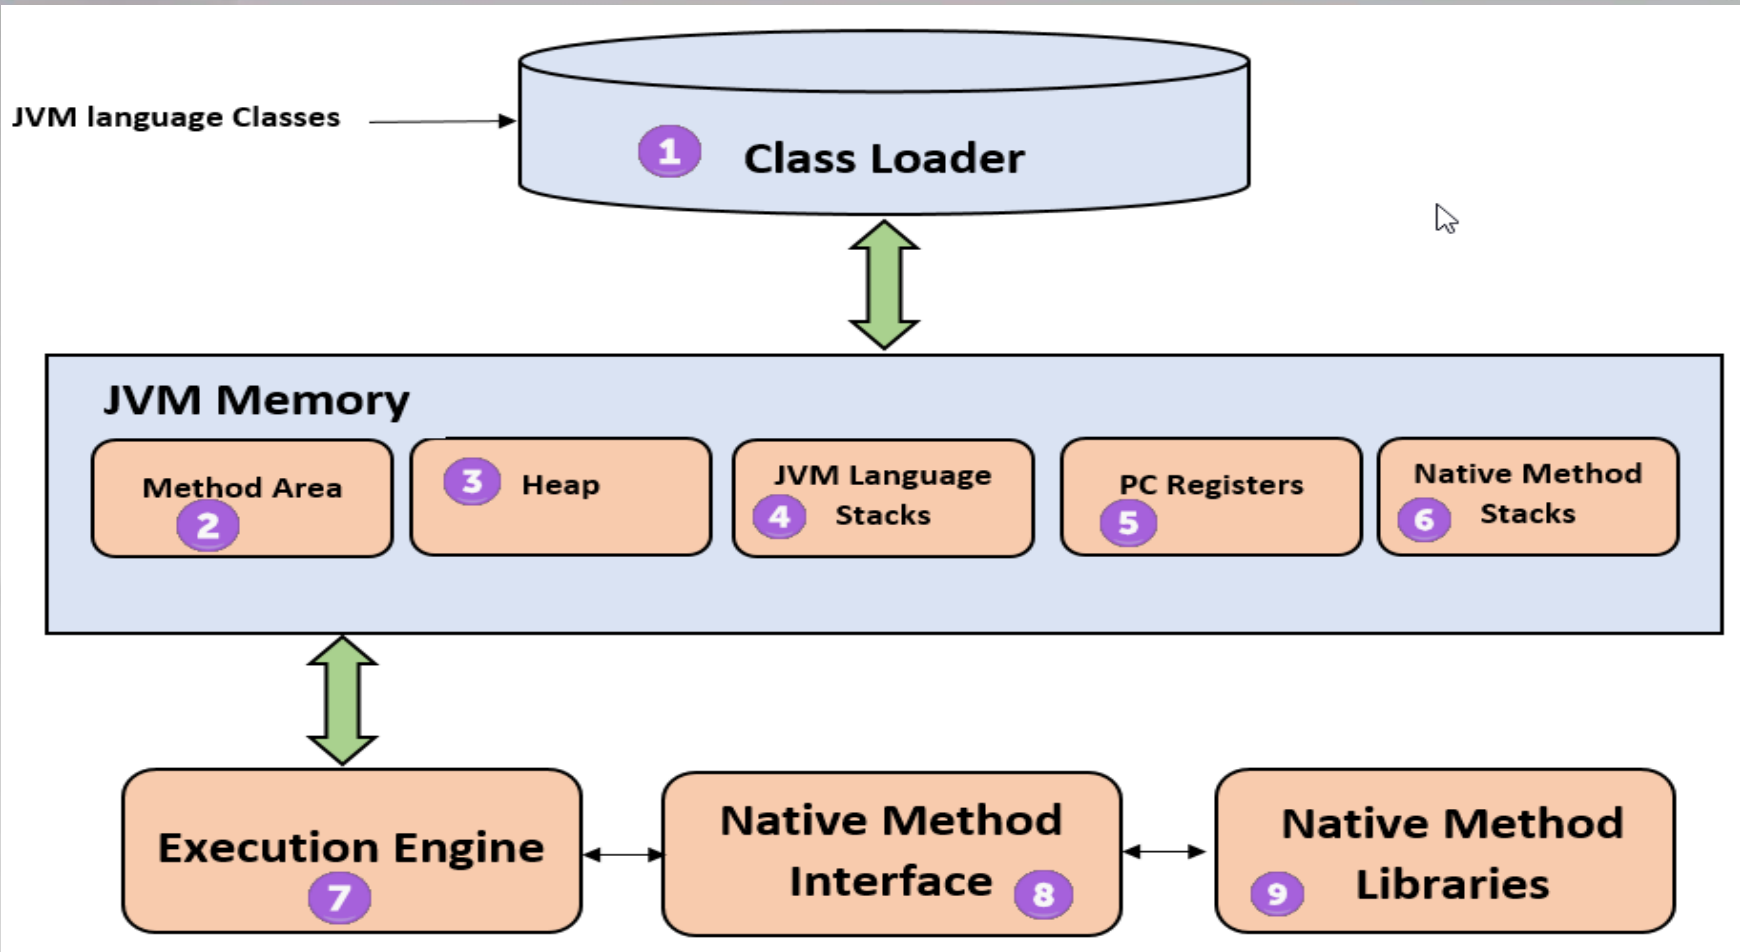 JVM language Classes
1 Class Loader
JVM Memory
Method Area
2
3 Heap
JVM Language
4 Stacks
PC Registers
5
Native Method
6 Stacks
Execution Engine
7
Native Method
Interface 8
Native Method
9 Libraries